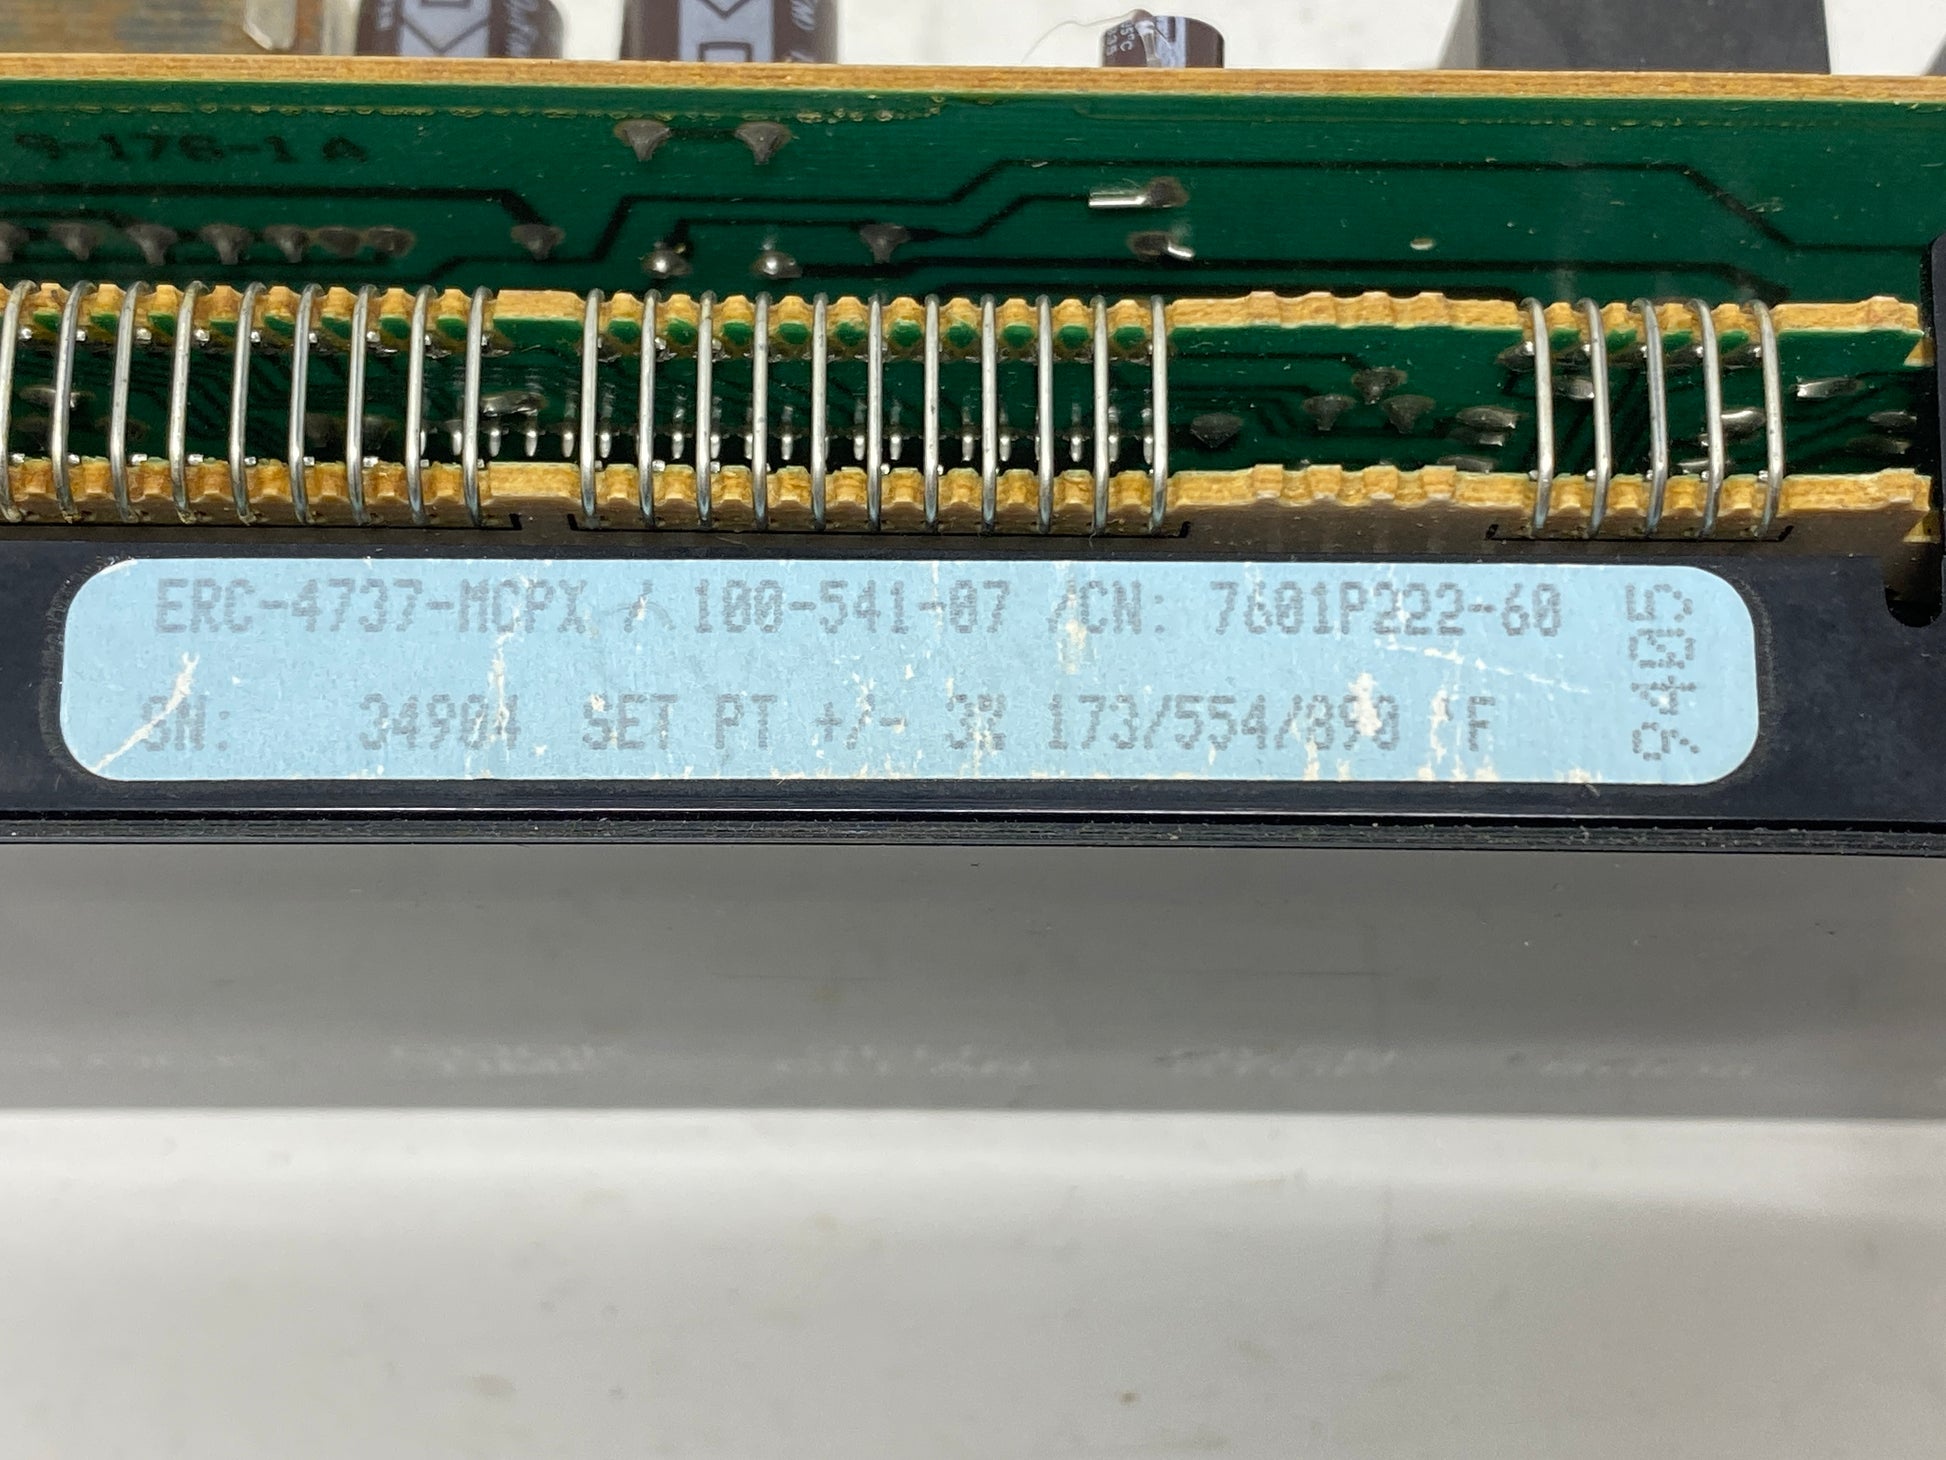 9-178-1A
ERC-4737-MCPX / 100-541-07 /CN: 7601P222-60
SN: 34904 SET PT +/- 3% 173/554/890 °F
9405